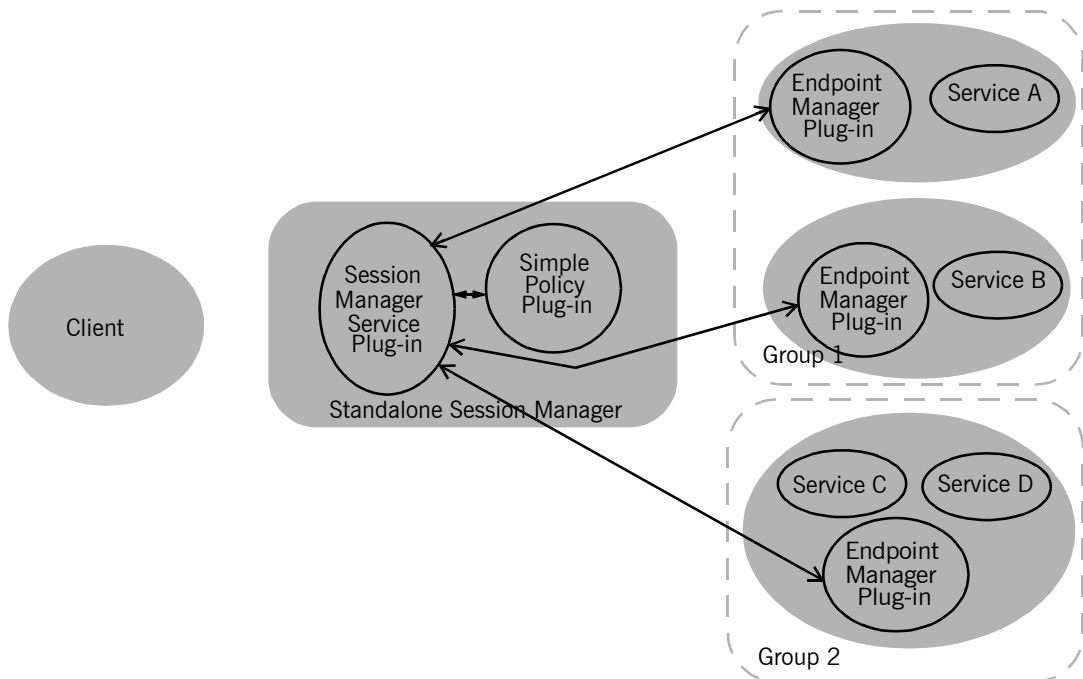 Client
Session
Manager
Service
Plug-in
Simple
Policy
Plug-in
Standalone Session Manager
Endpoint
Manager
Plug-in
Service A
Endpoint
Manager
Plug-in
Service B
Group 1
Service C
Service D
Endpoint
Manager
Plug-in
Group 2